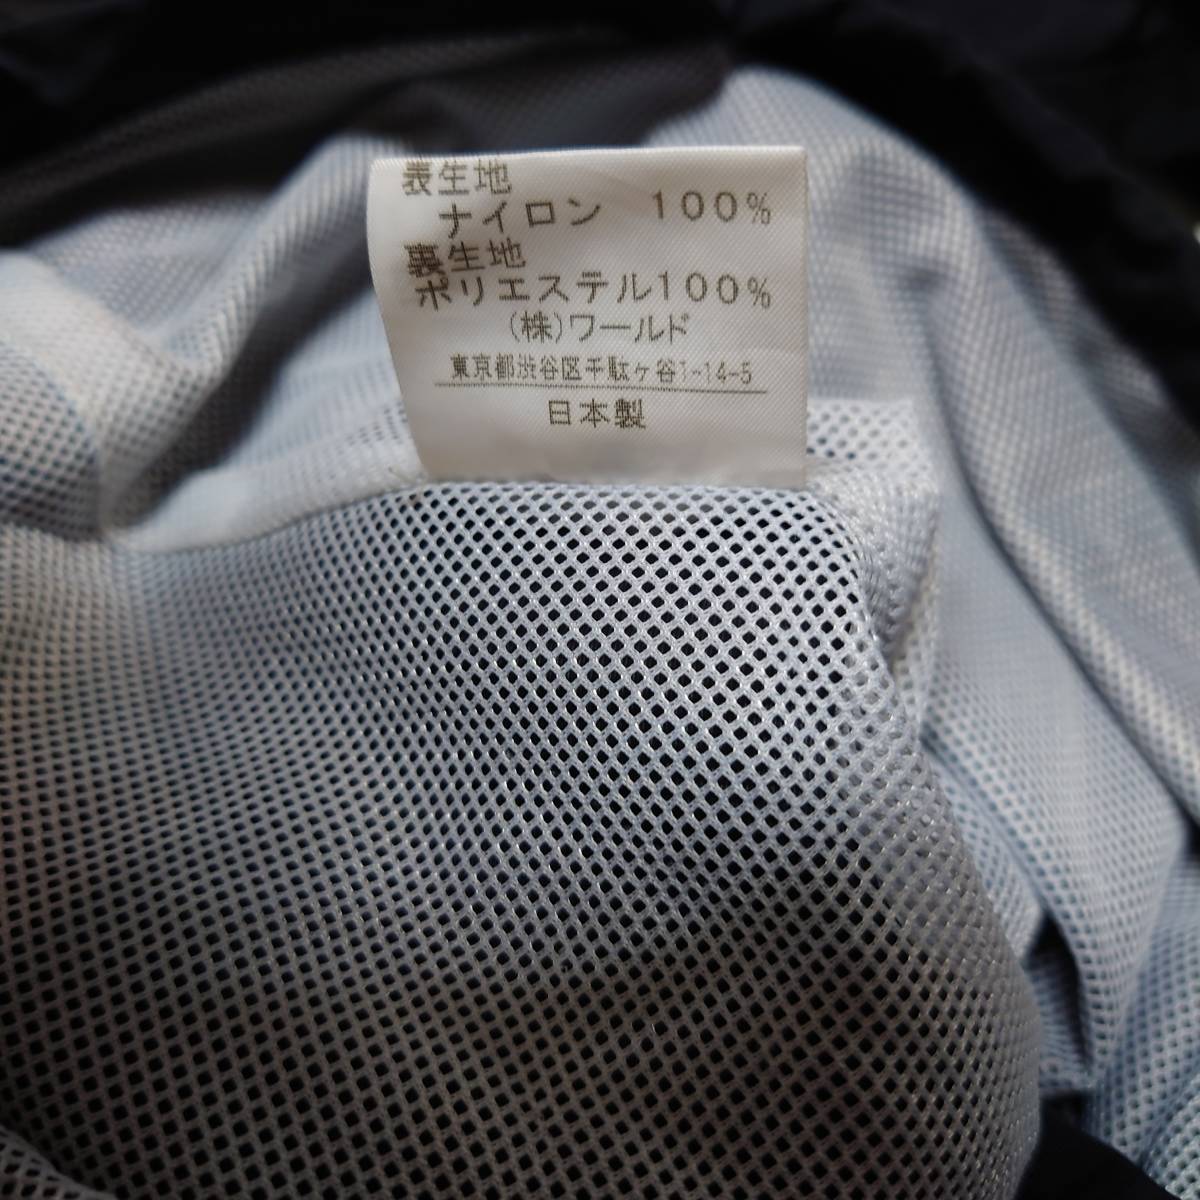 表生地
ナイロン 100%
裏生地
ポリエステル100%
(株)ワールド
東京都渋谷区千駄ヶ谷1-14-5
日本製